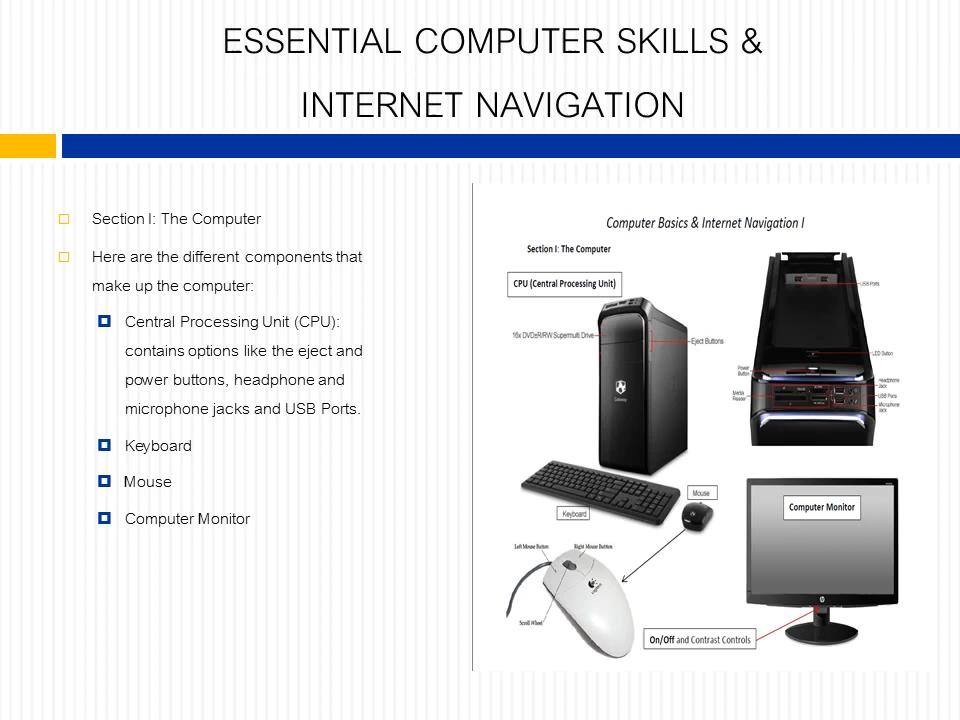 ESSENTIAL COMPUTER SKILLS &
INTERNET NAVIGATION
Section I: The Computer
Here are the different components that
make up the computer:
Central Processing Unit (CPU):
contains options like the eject and
power buttons, headphone and
microphone jacks and USB Ports.
Keyboard
Mouse
Computer Monitor
Computer Basics & Internet Navigation I
Section I: The Computer
CPU (Central Processing Unit)
16x DVD±R/RW Supermulti Drive
Eject Buttons
Gateway
USB Ports
LED Button
Power
Button
Media
Reader
Headphone
Jack
USB Ports
Microphone
Jack
Keyboard
Mouse
Left Mouse Button
Right Mouse Button
Logitech
Scroll Wheel
Computer Monitor
hp
On/Off and Contrast Controls